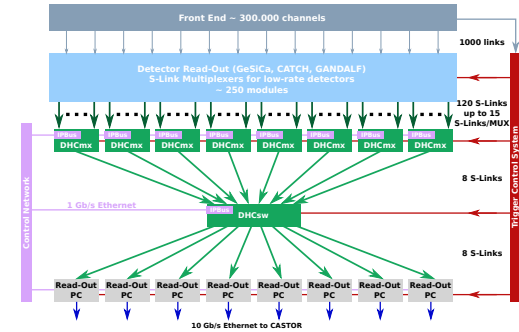 Front End ~ 300.000 channels
1000 links
Detector Read-Out (GeSiCa, CATCH, GANDALF)
S-Link Multiplexers for low-rate detectors
~ 250 modules
120 S-Links
up to 15
S-Links/MUX
IPBus IPBus IPBus IPBus IPBus IPBus IPBus IPBus
DHCmx DHCmx DHCmx DHCmx DHCmx DHCmx DHCmx DHCmx
8 S-Links
Control Network
Trigger Control System
1 Gb/s Ethernet
IPBus
DHCsw
8 S-Links
Read-Out Read-Out Read-Out Read-Out Read-Out Read-Out Read-Out Read-Out
PC PC PC PC PC PC PC PC
10 Gb/s Ethernet to CASTOR